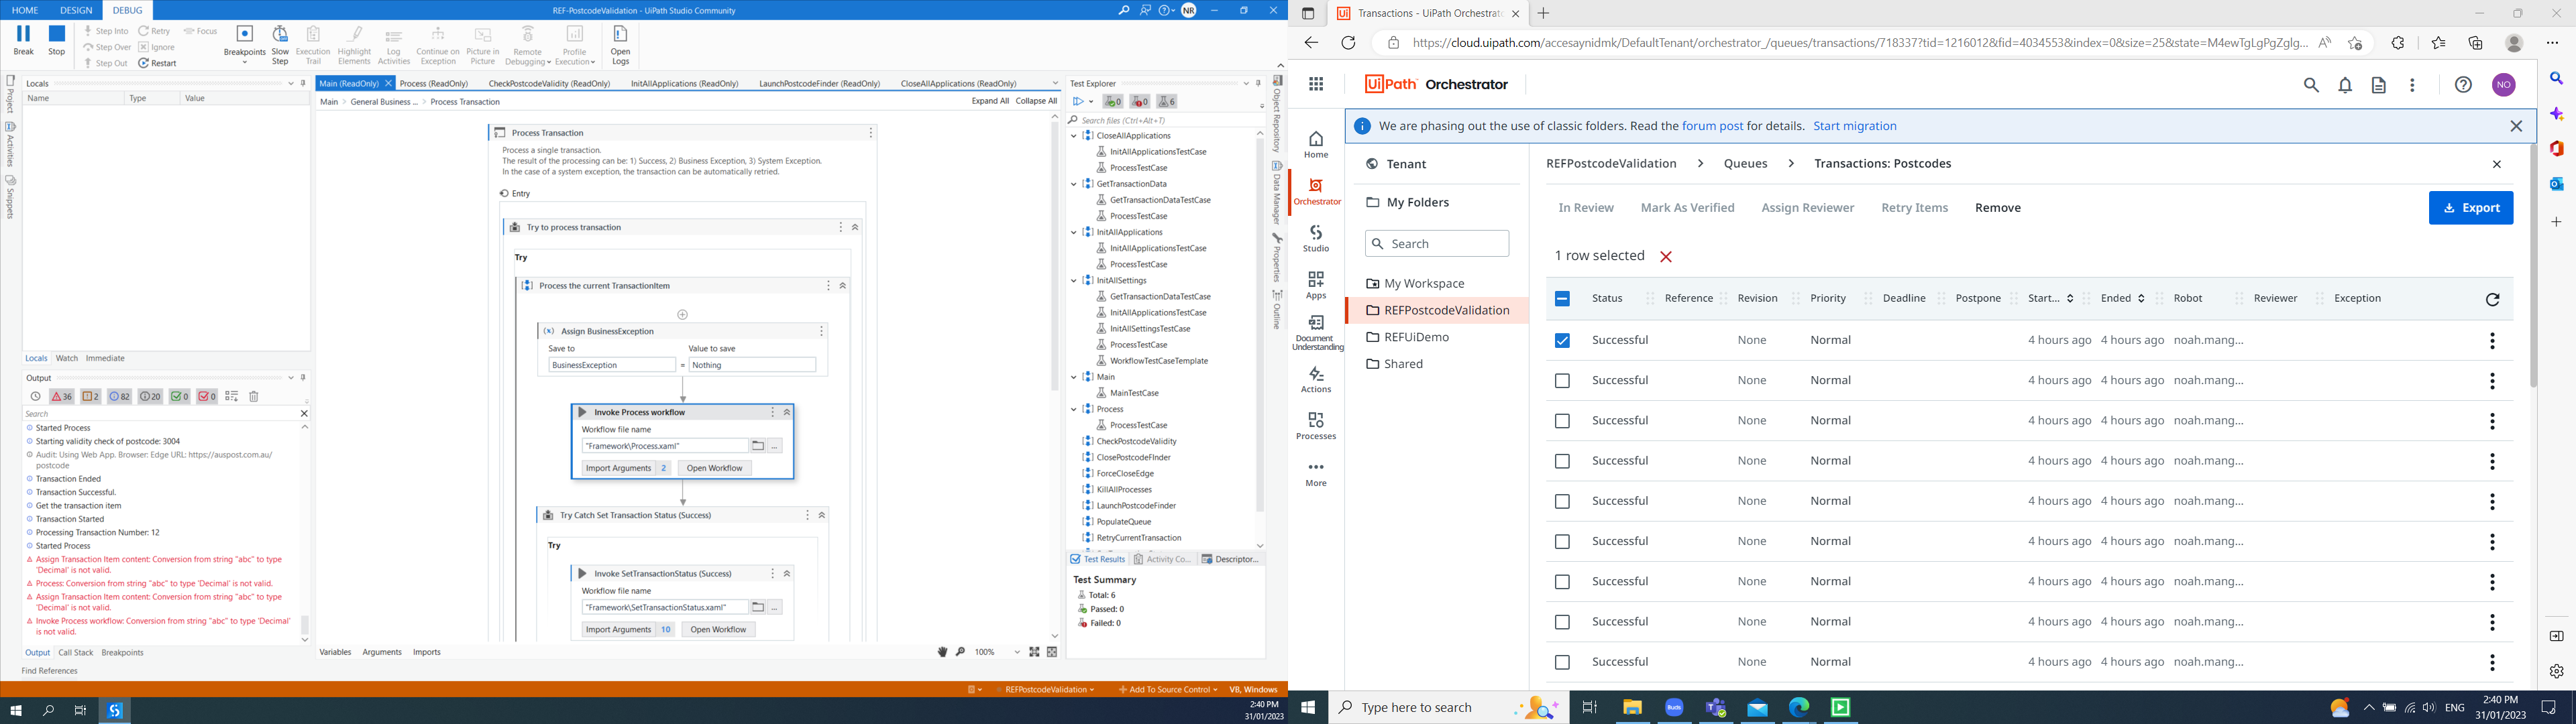 HOME
DESIGN
DEBUG
REF-PostcodeValidation - UiPath Studio Community
NR
Break
Stop
Step Into
Step Over
Step Out
Retry
Ignore
Restart
Focus
Breakpoints
Slow
Step
Execution
Trail
Highlight
Elements
Log
Activities
Continue on
Exception
Picture in
Picture
Remote
Debugging
Profile
Execution
Open
Logs
Project
Activities
Snippets
Locals
Name
Type
Value
Locals
Watch
Immediate
Output
36
2
82
20
0
0
Search
Started Process
Starting validity check of postcode: 3004
Audit: Using Web App. Browser: Edge URL: https://auspost.com.au/
postcode
Transaction Ended
Transaction Successful.
Get the transaction item
Transaction Started
Processing Transaction Number: 12
Started Process
Assign Transaction Item content: Conversion from string "abc" to type
'Decimal' is not valid.
Process: Conversion from string "abc" to type 'Decimal' is not valid.
Assign Transaction Item content: Conversion from string "abc" to type
'Decimal' is not valid.
Invoke Process workflow: Conversion from string "abc" to type 'Decimal'
is not valid.
Output
Call Stack
Breakpoints
Find References
Main (ReadOnly)
Process (ReadOnly)
CheckPostcodeValidity (ReadOnly)
InitAllApplications (ReadOnly)
LaunchPostcodeFinder (ReadOnly)
CloseAllApplications (ReadOnly)
Main > General Business ... > Process Transaction
Expand All
Collapse All
Process Transaction
Process a single transaction.
The result of the processing can be: 1) Success, 2) Business Exception, 3) System Exception.
In the case of a system exception, the transaction can be automatically retried.
Entry
Try to process transaction
Try
Process the current TransactionItem
Assign BusinessException
Save to
Value to save
BusinessException
=
Nothing
Invoke Process workflow
Workflow file name
"Framework\Process.xaml"
...
Import Arguments 2
Open Workflow
Try Catch Set Transaction Status (Success)
Try
Invoke SetTransactionStatus (Success)
Workflow file name
"Framework\SetTransactionStatus.xaml"
...
Import Arguments 10
Open Workflow
Variables
Arguments
Imports
100%
Test Explorer
0
0
6
Search files (Ctrl+Alt+T)
CloseAllApplications
InitAllApplicationsTestCase
ProcessTestCase
GetTransactionData
GetTransactionDataTestCase
ProcessTestCase
InitAllApplications
InitAllApplicationsTestCase
ProcessTestCase
InitAllSettings
GetTransactionDataTestCase
InitAllApplicationsTestCase
InitAllSettingsTestCase
ProcessTestCase
WorkflowTestCaseTemplate
Main
MainTestCase
Process
ProcessTestCase
CheckPostcodeValidity
ClosePostcodeFInder
ForceCloseEdge
KillAllProcesses
LaunchPostcodeFinder
PopulateQueue
RetryCurrentTransaction
Test Results
Activity Co...
Descriptor...
Test Summary
Total: 6
Passed: 0
Failed: 0
Object Repository
Data Manager
Properties
Outline
REFPostcodeValidation
Add To Source Control
VB, Windows
2:40 PM
31/01/2023
Transactions - UiPath Orchestrato
https://cloud.uipath.com/accesaynidmk/DefaultTenant/orchestrator_/queues/transactions/718337?tid=1216012&fid=4034553&index=0&size=25&state=M4ewTgLgPgZglg...
UiPath Orchestrator
NO
We are phasing out the use of classic folders. Read the forum post for details. Start migration
Home
Orchestrator
Studio
Apps
Document
Understanding
Actions
Processes
More
Tenant
My Folders
Search
My Workspace
REFPostcodeValidation
REFUiDemo
Shared
REFPostcodeValidation > Queues > Transactions: Postcodes
In Review
Mark As Verified
Assign Reviewer
Retry Items
Remove
Export
1 row selected
Status Reference Revision Priority Deadline Postpone Start... Ended Robot Reviewer Exception
Successful None Normal 4 hours ago 4 hours ago noah.mang...
Successful None Normal 4 hours ago 4 hours ago noah.mang...
Successful None Normal 4 hours ago 4 hours ago noah.mang...
Successful None Normal 4 hours ago 4 hours ago noah.mang...
Successful None Normal 4 hours ago 4 hours ago noah.mang...
Successful None Normal 4 hours ago 4 hours ago noah.mang...
Successful None Normal 4 hours ago 4 hours ago noah.mang...
Successful None Normal 4 hours ago 4 hours ago noah.mang...
Successful None Normal 4 hours ago 4 hours ago noah.mang...
Type here to search
ENG
2:40 PM
31/01/2023